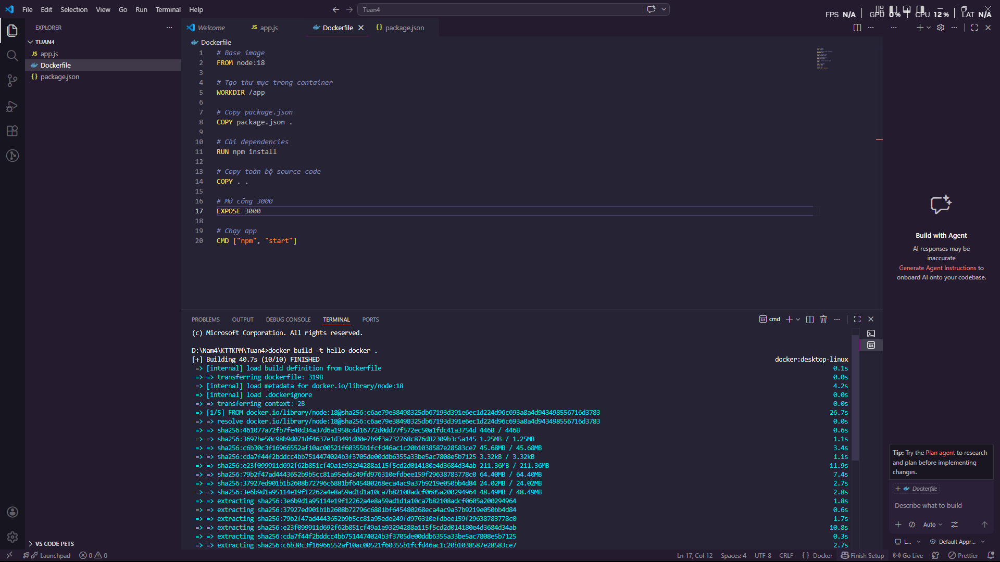 File Edit Selection View Go Run Terminal Help
Tuan4
FPS N/A GPU 0% CPU 12% LAT N/A
EXPLORER
TUAN4
JS app.js
Dockerfile
{} package.json
VS CODE PETS
Welcome
JS app.js
Dockerfile
{} package.json
Dockerfile
1 # Base image
2 FROM node:18
3
4 # Tạo thư mục trong container
5 WORKDIR /app
6
7 # Copy package.json
8 COPY package.json .
9
10 # Cài dependencies
11 RUN npm install
12
13 # Copy toàn bộ source code
14 COPY . .
15
16 # Mở cổng 3000
17 EXPOSE 3000
18
19 # Chạy app
20 CMD ["npm", "start"]
PROBLEMS OUTPUT DEBUG CONSOLE TERMINAL PORTS
cmd
(c) Microsoft Corporation. All rights reserved.
D:\Nam4\KTTKPM\Tuan4>docker build -t hello-docker .
[+] Building 40.7s (10/10) FINISHED docker:desktop-linux
=> [internal] load build definition from Dockerfile 0.1s
=> => transferring dockerfile: 319B 0.0s
=> [internal] load metadata for docker.io/library/node:18 4.2s
=> [internal] load .dockerignore 0.0s
=> => transferring context: 2B 0.0s
=> [1/5] FROM docker.io/library/node:18@sha256:c6ae79e38498325db67193d391e6ec1d224d96c693a8a4d943498556716d3783 26.7s
=> => resolve docker.io/library/node:18@sha256:c6ae79e38498325db67193d391e6ec1d224d96c693a8a4d943498556716d3783 0.0s
=> => sha256:461077a72fb7fe40d34a37d6a1958c4d16772d0dd77f572ec50a1fdc41a3754d 446B / 446B 0.6s
=> => sha256:3697be50c98b9d071df4637e1d3491d00e7b9f3a732768c876d82309b3c5a145 1.25MB / 1.25MB 1.1s
=> => sha256:c6b30c3f16966552af10ac00521f60355b1fcfd46ac1c20b1038587e28583ce7 45.68MB / 45.68MB 3.4s
=> => sha256:cda7f44f2bddcc4bb7514474024b3f3705de00ddb6355a33be5ac7808e5b7125 3.32kB / 3.32kB 1.1s
=> => sha256:e23f099911d692f62b851cf49a1e93294288a115f5cd2d014180e4d3684d34ab 211.36MB / 211.36MB 11.9s
=> => sha256:79b2f47ad4443652b9b5cc81a95ede249fd976310efdbee159f29638783778c0 64.40MB / 64.40MB 7.4s
=> => sha256:37927ed901b1b2608b72796c6881bf645480268eca4ac9a37b9219e050bb4d84 24.02MB / 24.02MB 2.7s
=> => sha256:3e6b9d1a95114e19f12262a4e8a59ad1d1a10ca7b82108adcf0605a200294964 48.49MB / 48.49MB 2.8s
=> => extracting sha256:3e6b9d1a95114e19f12262a4e8a59ad1d1a10ca7b82108adcf0605a200294964 1.8s
=> => extracting sha256:37927ed901b1b2608b72796c6881bf645480268eca4ac9a37b9219e050bb4d84 0.6s
=> => extracting sha256:79b2f47ad4443652b9b5cc81a95ede249fd976310efdbee159f29638783778c0 1.7s
=> => extracting sha256:e23f099911d692f62b851cf49a1e93294288a115f5cd2d014180e4d3684d34ab 10.8s
=> => extracting sha256:cda7f44f2bddcc4bb7514474024b3f3705de00ddb6355a33be5ac7808e5b7125 0.3s
=> => extracting sha256:c6b30c3f16966552af10ac00521f60355b1fcfd46ac1c20b1038587e28583ce7 2.7s
Build with Agent
AI responses may be
inaccurate
Generate Agent Instructions to
onboard AI onto your codebase.
Tip: Try the Plan agent to research
and plan before implementing
changes.
Dockerfile
Describe what to build
Auto
L... Default Appr...
Launchpad 0 0 Ln 17, Col 12 Spaces: 4 UTF-8 CRLF {} Docker Finish Setup Go Live Prettier